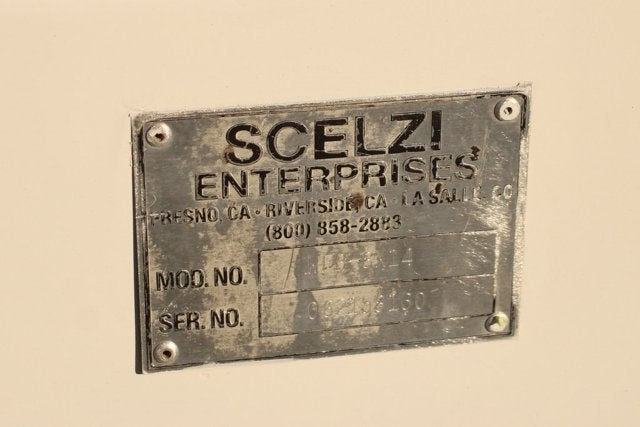 SCELZI
ENTERPRISES
FRESNO, CA • RIVERSIDE, CA • LA SALLE, CO
(800) 858-2883
MOD. NO.
SER. NO.